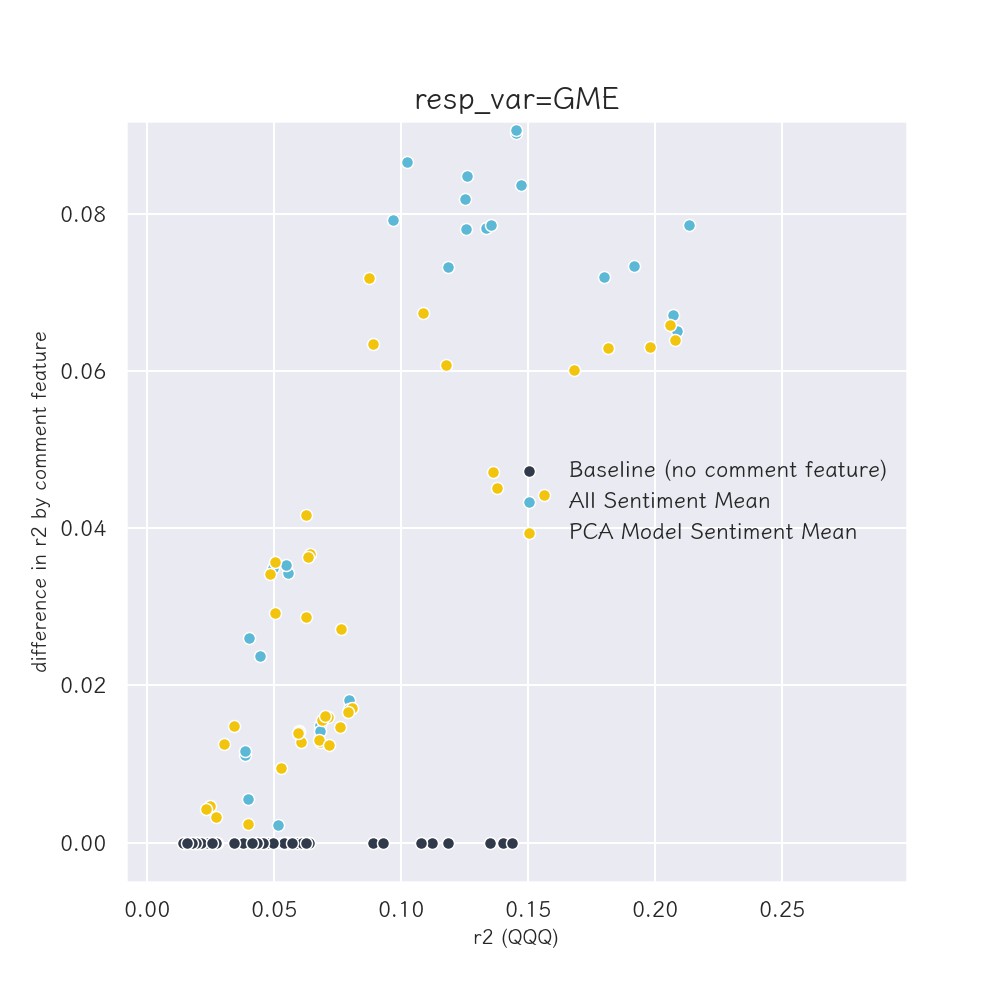 resp_var=GME
difference in r2 by comment feature
0.08
0.06
0.04
0.02
0.00
Baseline (no comment feature)
All Sentiment Mean
PCA Model Sentiment Mean
0.00 0.05 0.10 0.15 0.20 0.25
r2 (QQQ)